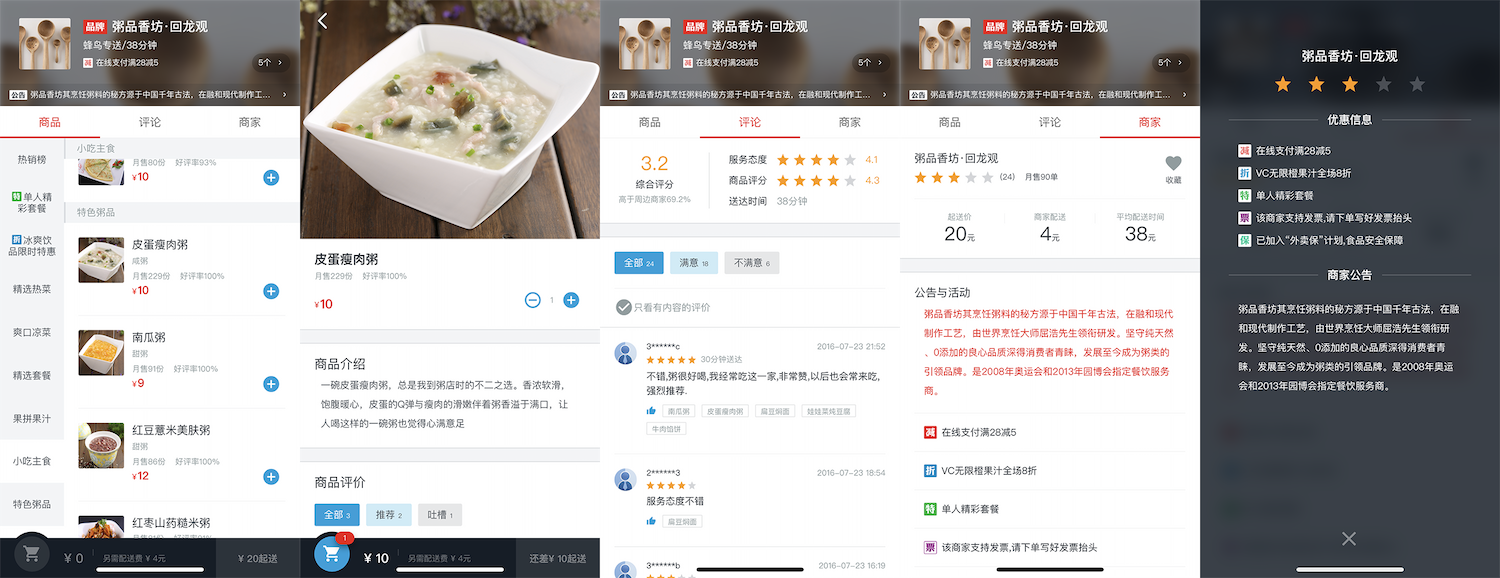 品牌 粥品香坊·回龙观
蜂鸟专送/38分钟
减 在线支付满28减5
5个 >
公告 粥品香坊其烹饪粥料的秘方源于中国千年古法，在融和现代制作工... >
商品 评论 商家
热销榜
特 单人精
彩套餐
折 冰爽饮
品限时特惠
精选热菜
爽口凉菜
精选套餐
果拼果汁
小吃主食
特色粥品
小吃主食
月售80份 好评率93%
¥10
特色粥品
皮蛋瘦肉粥
咸粥
月售229份 好评率100%
¥10
南瓜粥
甜粥
月售91份 好评率100%
¥9
红豆薏米美肤粥
甜粥
月售86份 好评率100%
¥12
红枣山药糙米粥
¥ 0 另需配送费 ¥ 4元 ¥ 20起送
皮蛋瘦肉粥
月售229份 好评率100%
¥10
1
商品介绍
一碗皮蛋瘦肉粥，总是我到粥店时的不二之选。香浓软滑，
饱腹暖心，皮蛋的Q弹与瘦肉的滑嫩伴着粥香溢于满口，让
人喝这样的一碗粥也觉得心满意足
商品评价
全部 3 推荐 2 吐槽 1
1
¥ 10 另需配送费 ¥ 4元 还差¥ 10起送
品牌 粥品香坊·回龙观
蜂鸟专送/38分钟
减 在线支付满28减5
5个 >
公告 粥品香坊其烹饪粥料的秘方源于中国千年古法，在融和现代制作工... >
商品 评论 商家
3.2
综合评分
高于周边商家69.2%
服务态度 4.1
商品评分 4.3
送达时间 38分钟
全部 24 满意 18 不满意 6
只看有内容的评价
3******c 2016-07-23 21:52
30分钟送达
不错,粥很好喝,我经常吃这一家,非常赞,以后也会常来吃,
强烈推荐.
南瓜粥 皮蛋瘦肉粥 扁豆焖面 娃娃菜炖豆腐
牛肉馅饼
2******3 2016-07-23 18:54
服务态度不错
扁豆焖面
3******b 2016-07-23 16:19
品牌 粥品香坊·回龙观
蜂鸟专送/38分钟
减 在线支付满28减5
5个 >
公告 粥品香坊其烹饪粥料的秘方源于中国千年古法，在融和现代制作工... >
商品 评论 商家
粥品香坊·回龙观
(24) 月售90单
收藏
起送价 商家配送 平均配送时间
20元 4元 38元
公告与活动
粥品香坊其烹饪粥料的秘方源于中国千年古法，在融和现代
制作工艺，由世界烹饪大师屈浩先生领衔研发。坚守纯天然
、0添加的良心品质深得消费者青睐，发展至今成为粥类的
引领品牌。是2008年奥运会和2013年园博会指定餐饮服务
商。
减 在线支付满28减5
折 VC无限橙果汁全场8折
特 单人精彩套餐
票 该商家支持发票,请下单写好发票抬头
粥品香坊·回龙观
优惠信息
减 在线支付满28减5
折 VC无限橙果汁全场8折
特 单人精彩套餐
票 该商家支持发票,请下单写好发票抬头
保 已加入“外卖保”计划,食品安全保障
商家公告
粥品香坊其烹饪粥料的秘方源于中国千年古法，在融
和现代制作工艺，由世界烹饪大师屈浩先生领衔研
发。坚守纯天然、0添加的良心品质深得消费者青
睐，发展至今成为粥类的引领品牌。是2008年奥运
会和2013年园博会指定餐饮服务商。